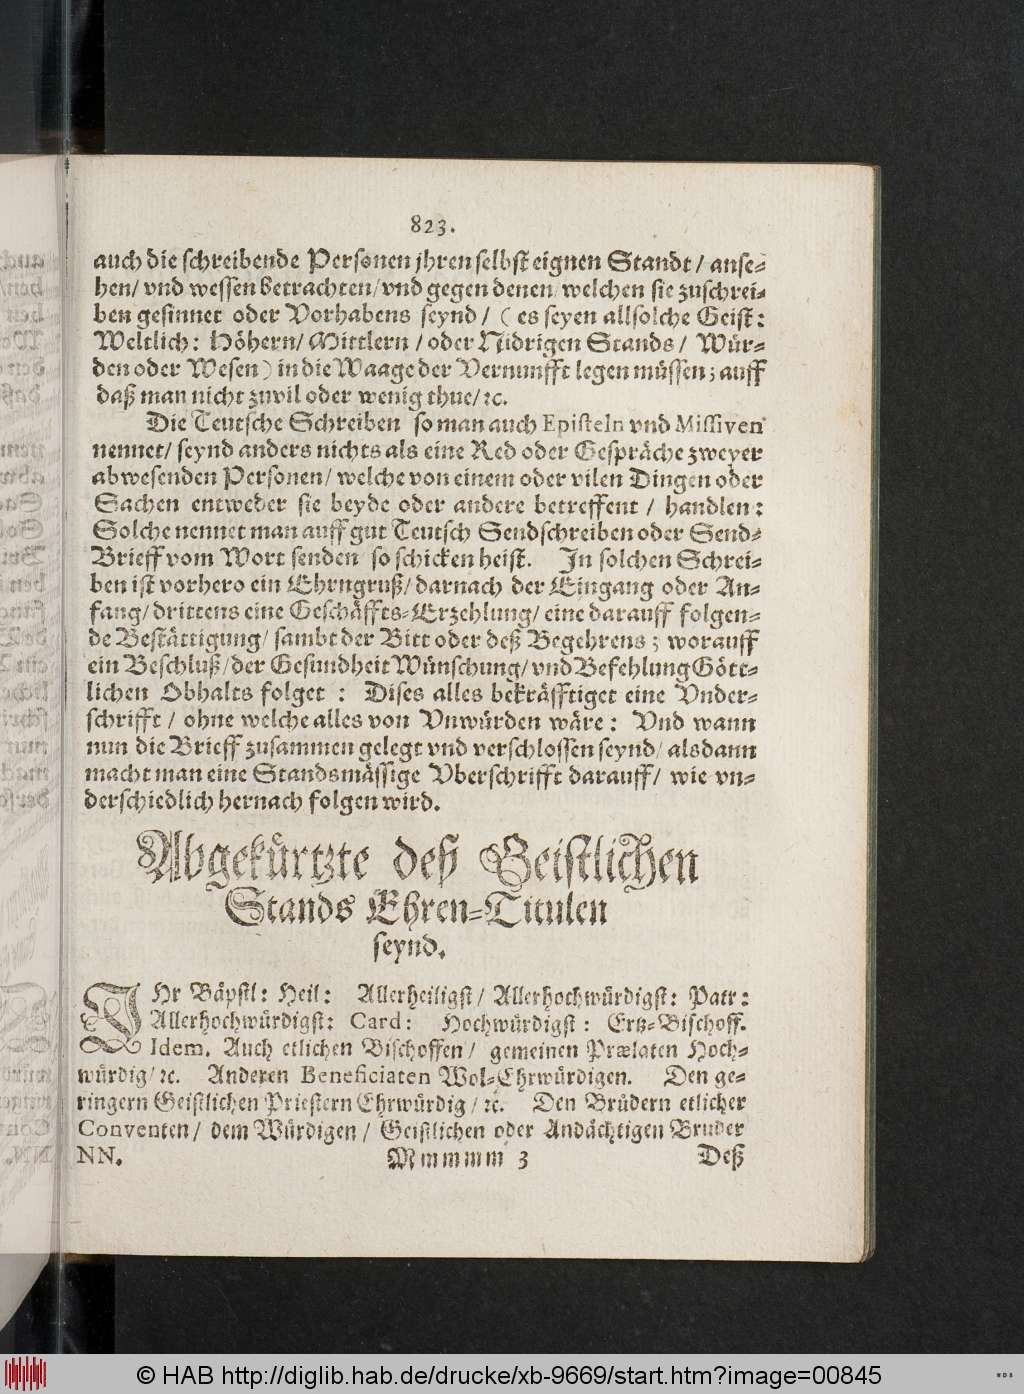 823.
auch die schreibende Personen jhren selbst eignen Standt / anse-
hen/ vnd wessen betrachten/ vnd gegen denen welchen sie zuschrei-
ben gesinnet oder Vorhabens seynd / ( es seyen allsolche Geist:
Weltlich: Höhern/ Mittlern / oder Nidrigen Stands / Wür-
den oder Wesen ) in die Waage der Vernunfft legen müssen; auff
daß man nicht zuvil oder wenig thue/ ꝛc.
Die Teutsche Schreiben so man auch Episteln vnd Missiven
nennet/ seynd anders nichts als eine Red oder Gespräche zweyer
abwesenden Personen/ welche von einem oder vilen Dingen oder
Sachen entweder sie beyde oder andere betreffent / handlen:
Solche nennet man auff gut Teutsch Sendschreiben oder Send-
Brieff vom Wort senden so schicken heist. In solchen Schrei-
ben ist vorhero ein Ehrngruß/ darnach der Eingang oder An-
fang/ drittens eine Geschäffts-Erzehlung/ eine darauff folgen-
de Bestättigung/ sambt der Bitt oder deß Begehrens; worauff
ein Beschluß/ der Gesundheit Wünschung/ vnd Befehlung Gött-
lichen Obhalts folget : Dises alles bekräfftiget eine Vnder-
schrifft / ohne welche alles von Vnwürden wäre: Vnd wann
nun die Brieff zusammen gelegt vnd verschlossen seynd/ alsdann
macht man eine Standsmässige Vberschrifft darauff/ wie vn-
derschiedlich hernach folgen wird.
Abgekürtzte deß Geistlichen
Stands Ehren-Titulen
seynd.
IHr Bäpstl: Heil: Allerheiligst / Allerhochwürdigst: Patr:
Allerhochwürdigst: Card: Hochwürdigst : Ertz-Bischoff.
Idem. Auch etlichen Bischoffen / gemeinen Prælaten Hoch-
würdig/ ꝛc. Anderen Beneficiaten Wol-Ehrwürdigen. Den ge-
ringern Geistlichen Priestern Ehrwürdig / ꝛc. Den Brüdern etlicher
Conventen / dem Würdigen / Geistlichen oder Andächtigen Bruder
NN. Mmmmm 3 Deß
© HAB http://diglib.hab.de/drucke/xb-9669/start.htm?image=00845